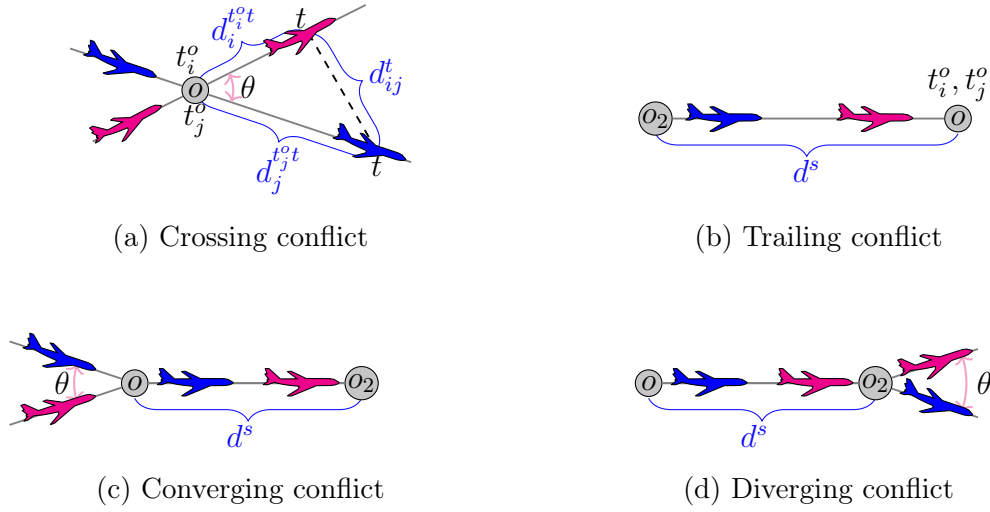 t
d_i^{t_i^o t}
t_i^o
o
θ
d_{ij}^t
t_j^o
d_j^{t_j^o t}
t
(a) Crossing conflict
t_i^o, t_j^o
o_2
o
d^s
(b) Trailing conflict
θ
o
o_2
d^s
(c) Converging conflict
o
o_2
θ
d^s
(d) Diverging conflict